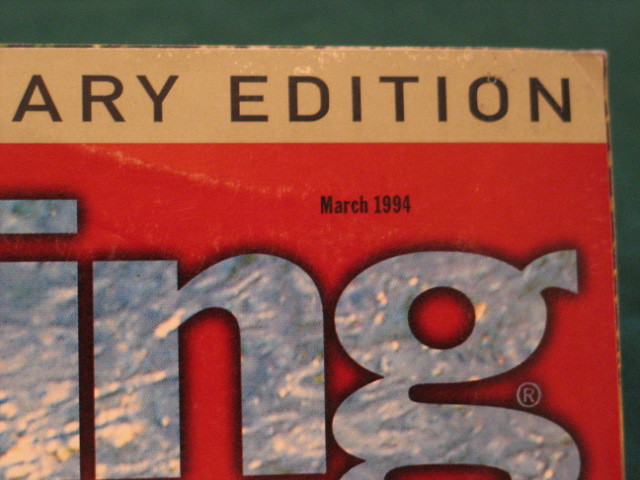 ARY EDITION
March 1994
ing
®